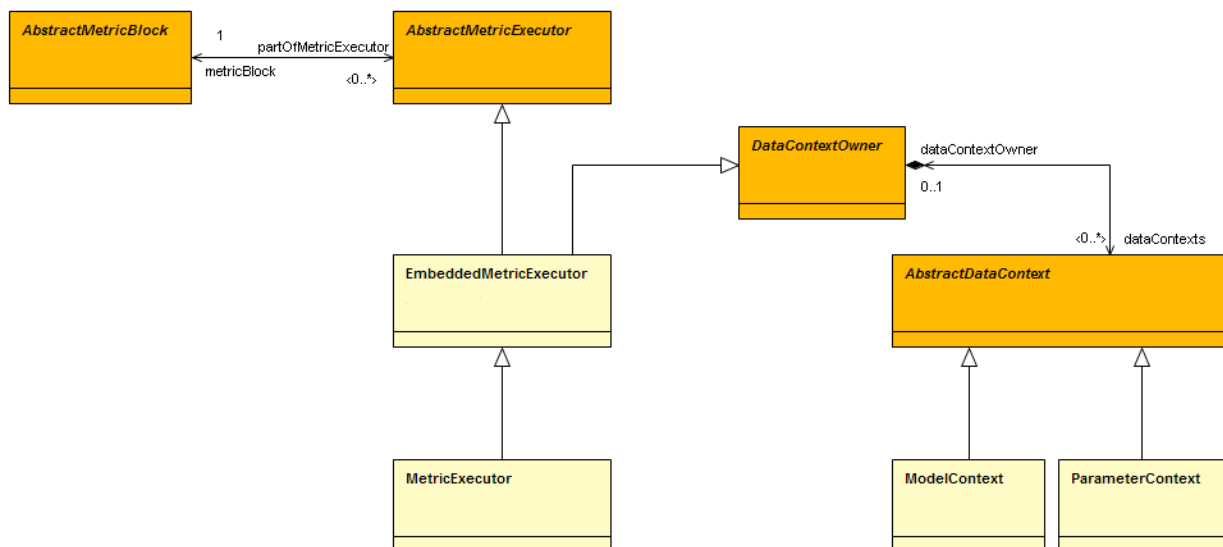 AbstractMetricBlock
1
partOfMetricExecutor
metricBlock
<0..*>
AbstractMetricExecutor
DataContextOwner
dataContextOwner
0..1
<0..*> dataContexts
EmbeddedMetricExecutor
AbstractDataContext
MetricExecutor
ModelContext
ParameterContext